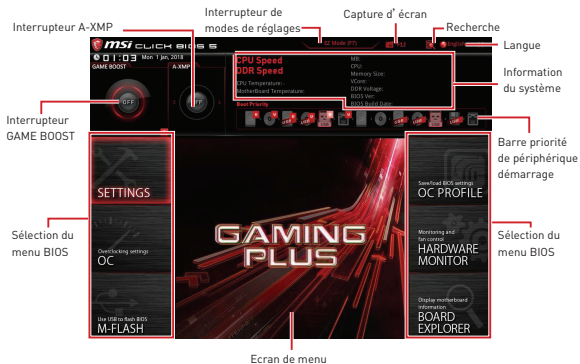 Interrupteur A-XMP
Interrupteur de
modes de réglages
Capture d' écran
Recherche
Langue
Information
du système
Barre priorité
de périphérique
démarrage
Sélection du
menu BIOS
Ecran de menu
Sélection du
menu BIOS
Interrupteur
GAME BOOST
msi CLICK BIOS 5
EZ Mode (F7)
F12
English
01:03 Mon 1 Jan, 2018
GAME BOOST
A-XMP
OFF
OFF
CPU Speed
DDR Speed
CPU Temperature:
MotherBoard Temperature:
MB:
CPU:
Memory Size:
VCore:
DDR Voltage:
BIOS Ver:
BIOS Build Date:
Boot Priority
USB
USB
USB
USB
SETTINGS
Overclocking settings
OC
Use USB to flash BIOS
M-FLASH
GAMING
PLUS
Save/load BIOS settings
OC PROFILE
Monitoring and
fan control
HARDWARE
MONITOR
Display motherboard
information
BOARD
EXPLORER